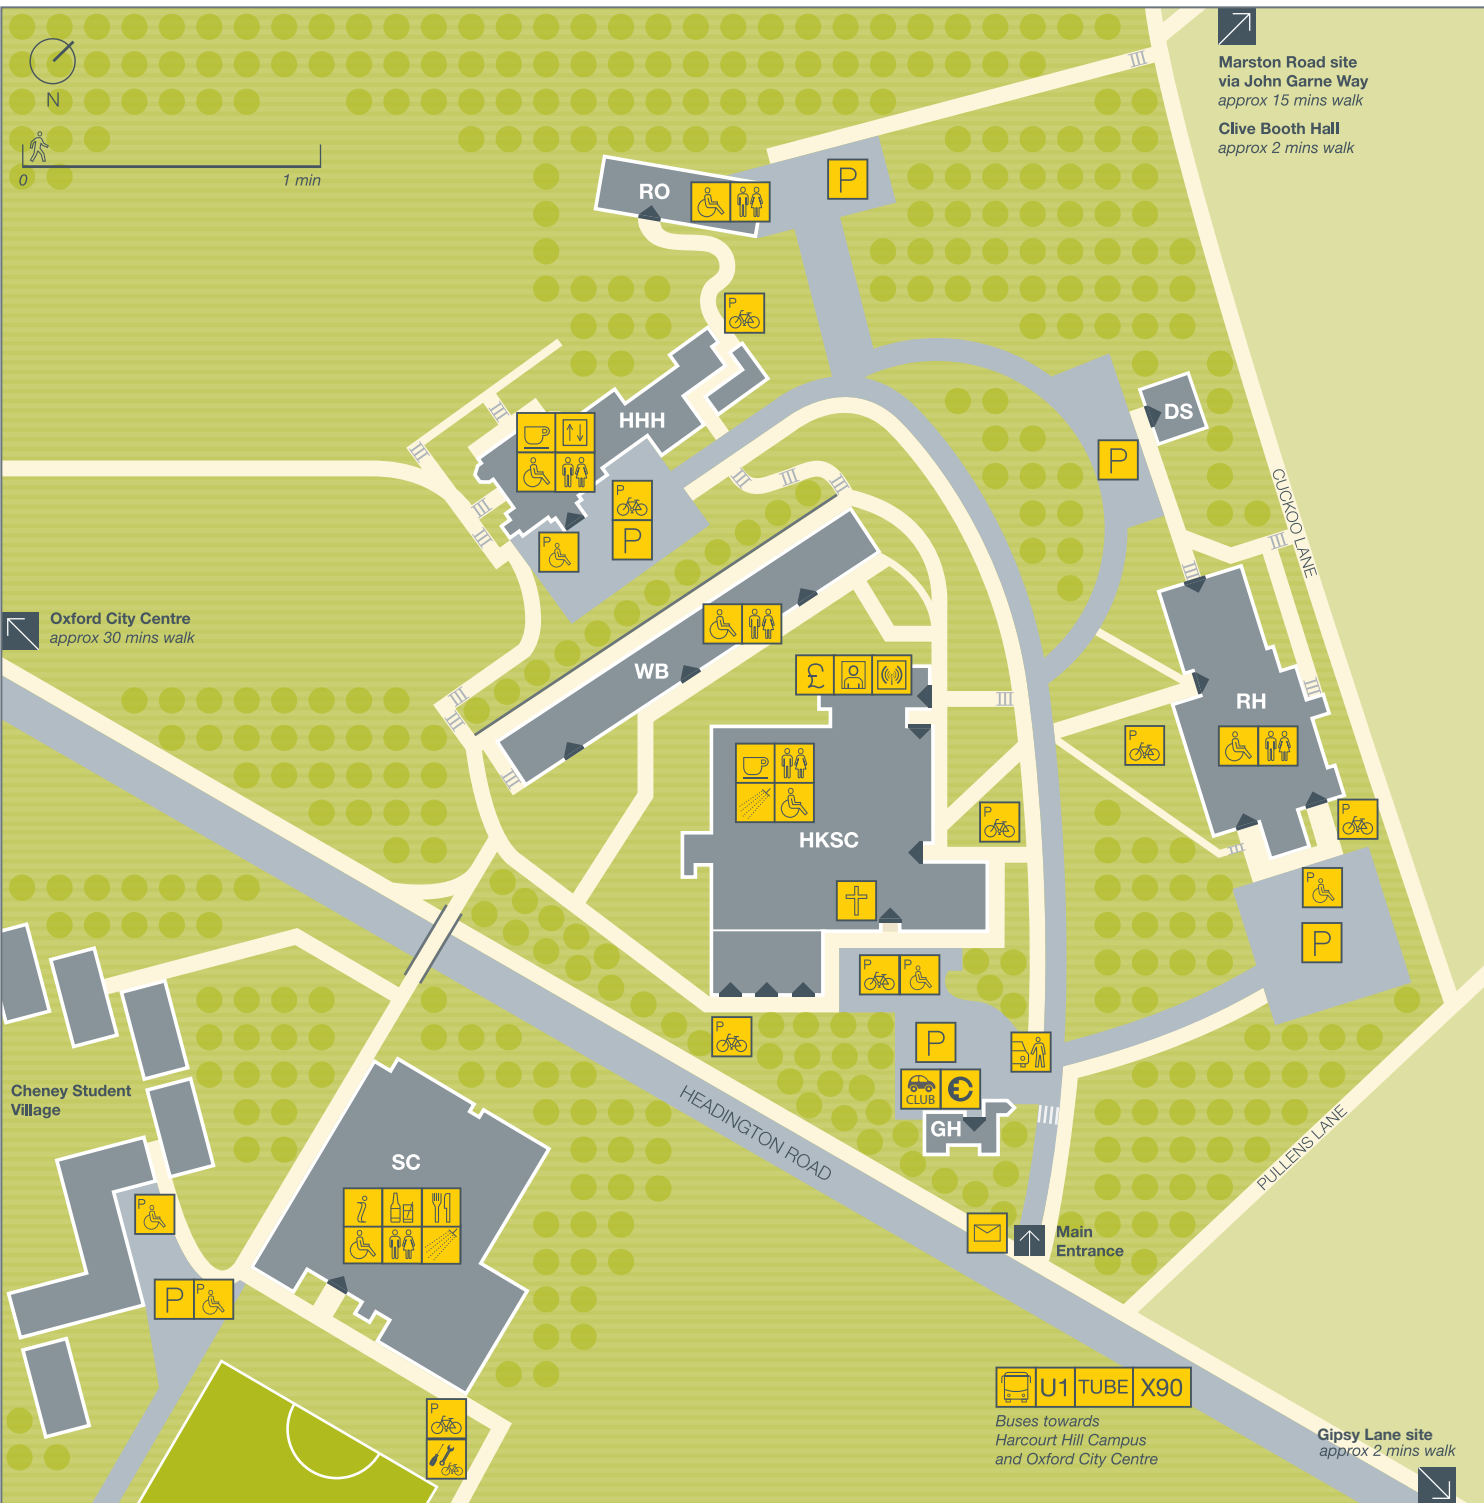 Marston Road site
via John Garne Way
approx 15 mins walk
Clive Booth Hall
approx 2 mins walk
N
0
1 min
RO
P
P
HHH
DS
P
CUCKOO LANE
P
P
P
Oxford City Centre
approx 30 mins walk
WB
£
RH
P
HKSC
P
P
P
P
P P
Cheney Student
Village
P
P
CLUB €
GH
HEADINGTON ROAD
PULLENS LANE
SC
i
P
Main
Entrance
P P
U1 TUBE X90
Buses towards
Harcourt Hill Campus
and Oxford City Centre
P
Gipsy Lane site
approx 2 mins walk